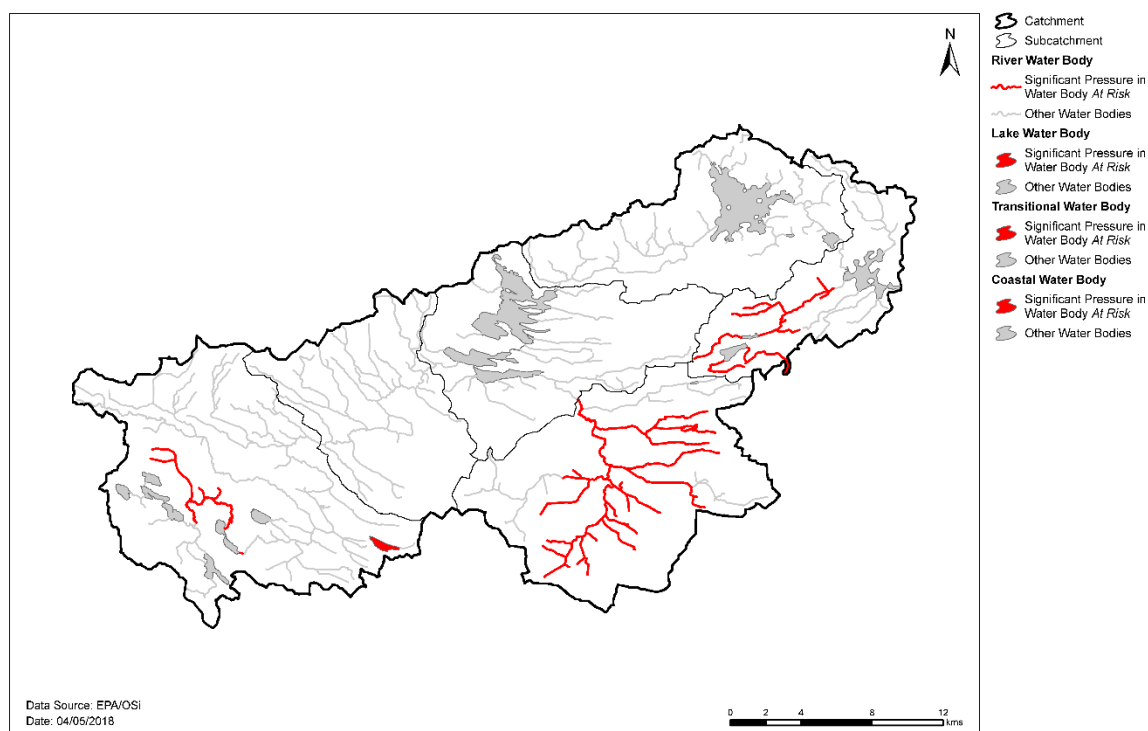 N
Catchment
Subcatchment
River Water Body
Significant Pressure in
Water Body At Risk
Other Water Bodies
Lake Water Body
Significant Pressure in
Water Body At Risk
Other Water Bodies
Transitional Water Body
Significant Pressure in
Water Body At Risk
Other Water Bodies
Coastal Water Body
Significant Pressure in
Water Body At Risk
Other Water Bodies
Data Source: EPA/OSi
Date: 04/05/2018
0 2 4 8 12
kms